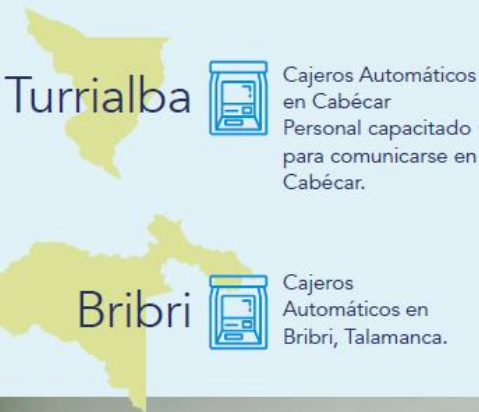 Turrialba
Cajeros Automáticos
en Cabécar
Personal capacitado
para comunicarse en
Cabécar.
Bribri
Cajeros
Automáticos en
Bribri, Talamanca.